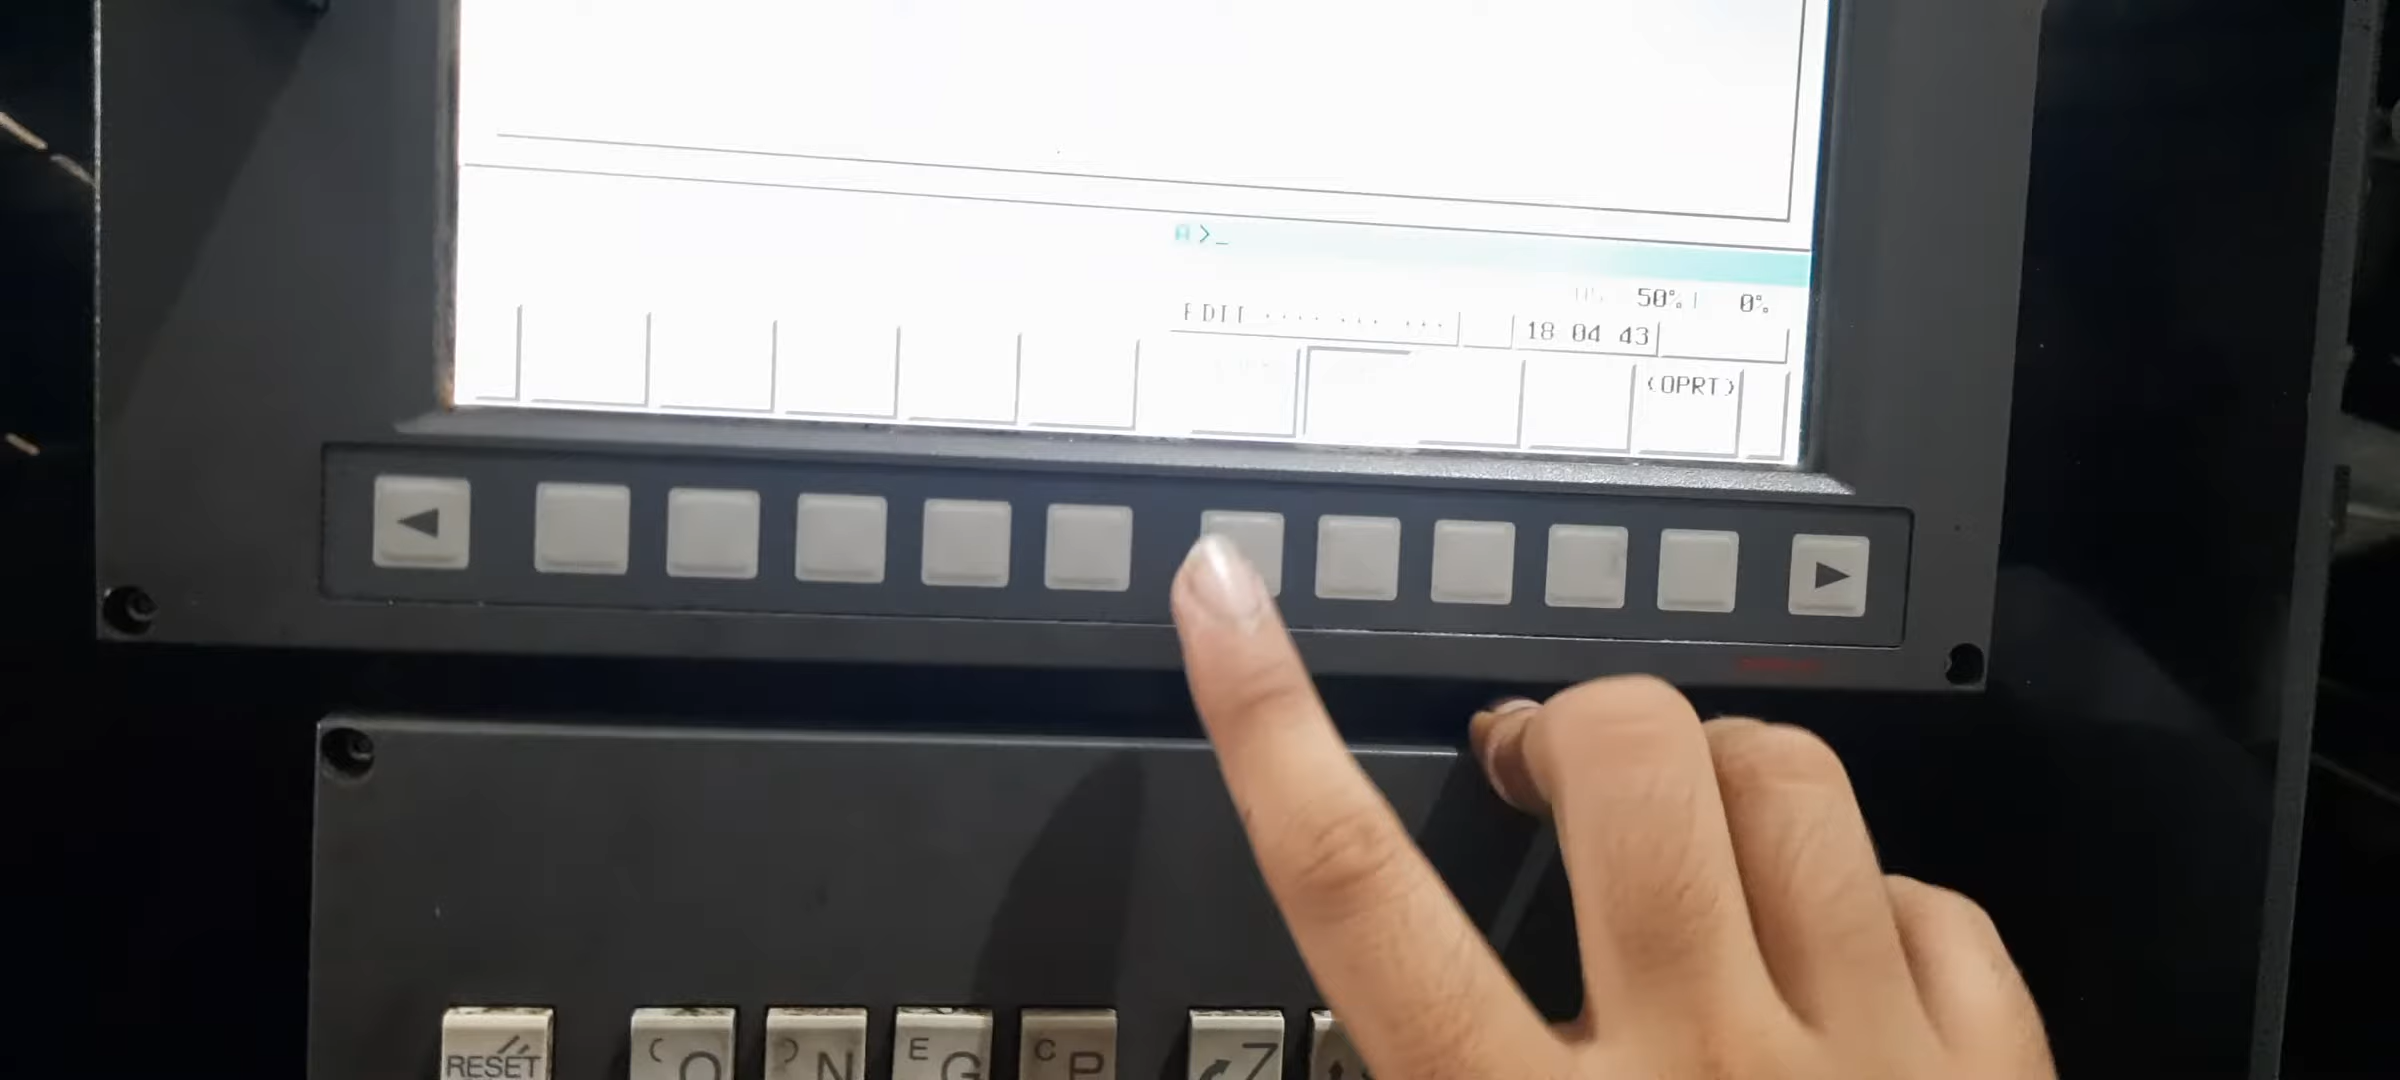 A >_
50% 0%
EDIT .... ... ...
18 04 43
(OPRT)
RESET
( O
) N
E G
C P
Z